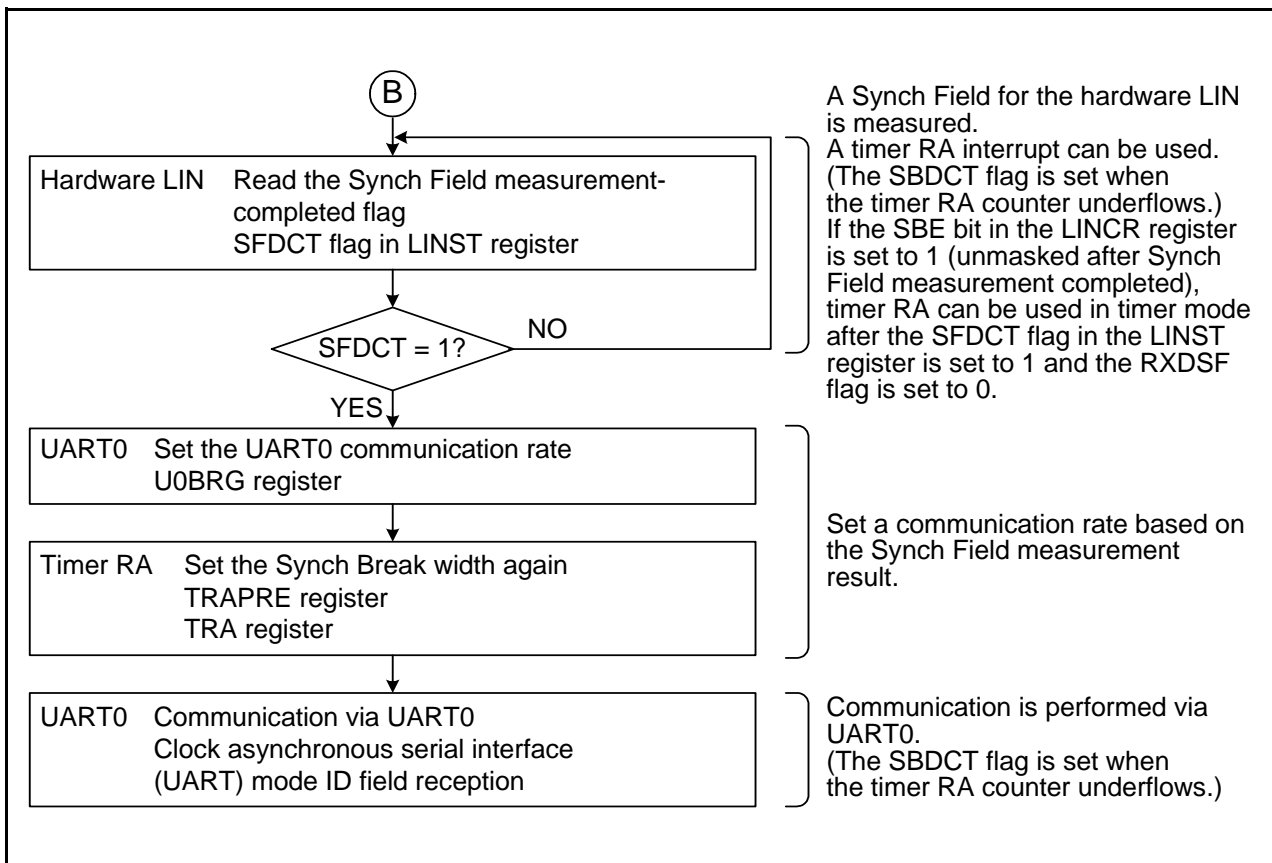 B
Hardware LIN Read the Synch Field measurement-
completed flag
SFDCT flag in LINST register
SFDCT = 1?
NO
YES
A Synch Field for the hardware LIN
is measured.
A timer RA interrupt can be used.
(The SBDCT flag is set when
the timer RA counter underflows.)
If the SBE bit in the LINCR register
is set to 1 (unmasked after Synch
Field measurement completed),
timer RA can be used in timer mode
after the SFDCT flag in the LINST
register is set to 1 and the RXDSF
flag is set to 0.
UART0 Set the UART0 communication rate
U0BRG register
Timer RA Set the Synch Break width again
TRAPRE register
TRA register
Set a communication rate based on
the Synch Field measurement
result.
UART0 Communication via UART0
Clock asynchronous serial interface
(UART) mode ID field reception
Communication is performed via
UART0.
(The SBDCT flag is set when
the timer RA counter underflows.)